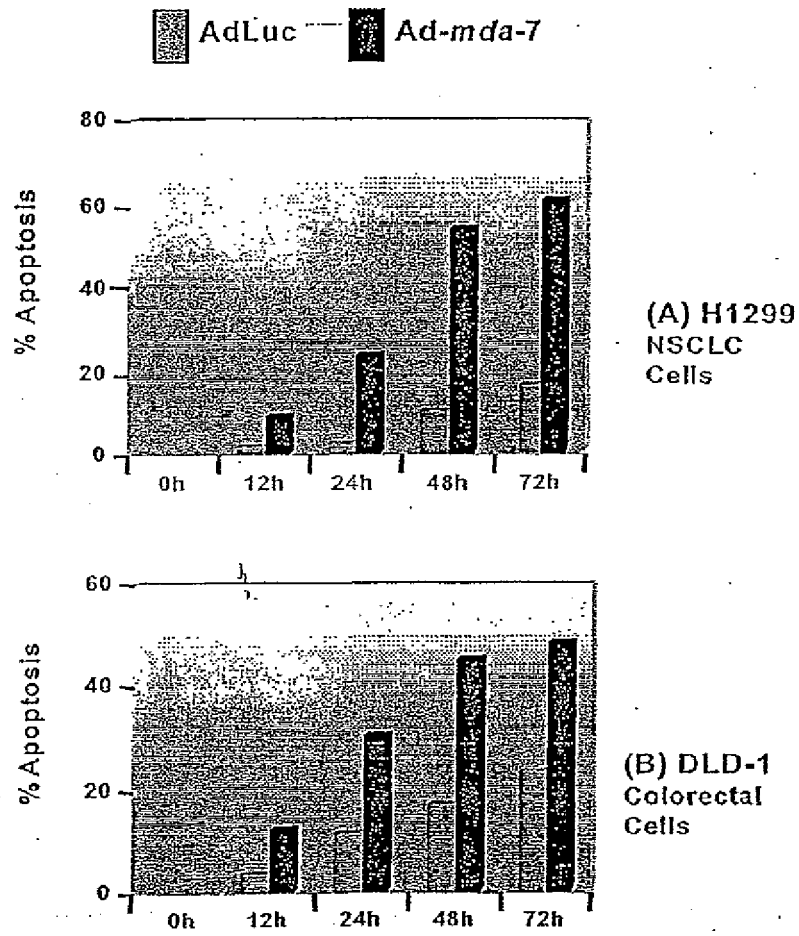 AdLuc Ad-mda-7
80
60
40
20
0
% Apoptosis
0h 12h 24h 48h 72h
(A) H1299
NSCLC
Cells
60
40
20
0
% Apoptosis
0h 12h 24h 48h 72h
(B) DLD-1
Colorectal
Cells